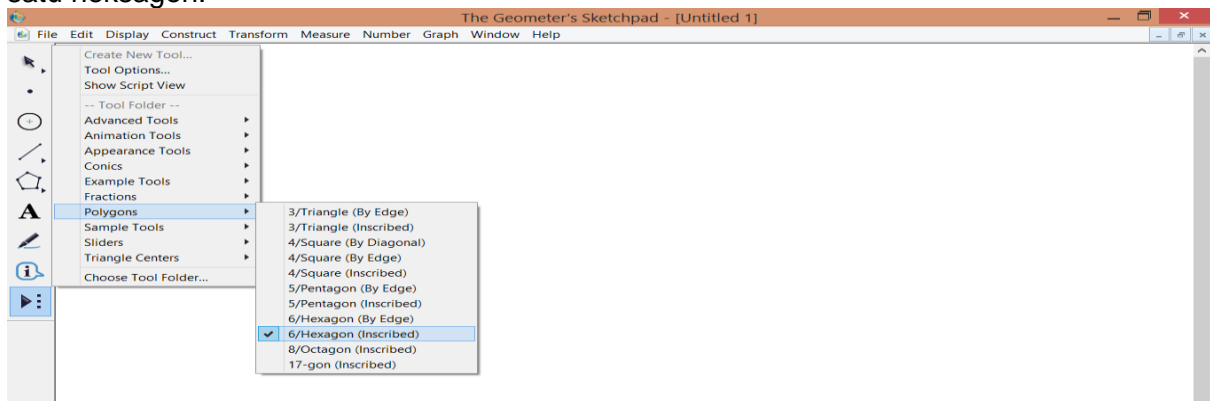 satu heksagon.
The Geometer's Sketchpad - [Untitled 1]
File Edit Display Construct Transform Measure Number Graph Window Help
Create New Tool...
Tool Options...
Show Script View
-- Tool Folder --
Advanced Tools
Animation Tools
Appearance Tools
Conics
Example Tools
Fractions
Polygons
Sample Tools
Sliders
Triangle Centers
Choose Tool Folder...
3/Triangle (By Edge)
3/Triangle (Inscribed)
4/Square (By Diagonal)
4/Square (By Edge)
4/Square (Inscribed)
5/Pentagon (By Edge)
5/Pentagon (Inscribed)
6/Hexagon (By Edge)
6/Hexagon (Inscribed)
8/Octagon (Inscribed)
17-gon (Inscribed)
A
i